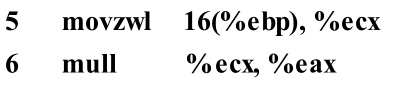 5 movzwl 16(%ebp), %ecx
6 mull %ecx, %eax